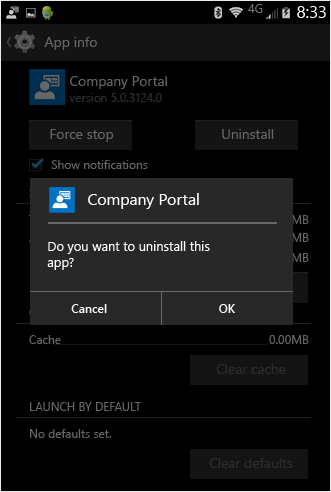 4G 8:33
App info
Company Portal
version 5.0.3124.0
Force stop Uninstall
Show notifications
MB
Company Portal
MB
MB
Do you want to uninstall this
app?
Cancel OK
Cache 0.00MB
Clear cache
LAUNCH BY DEFAULT
No defaults set.
Clear defaults